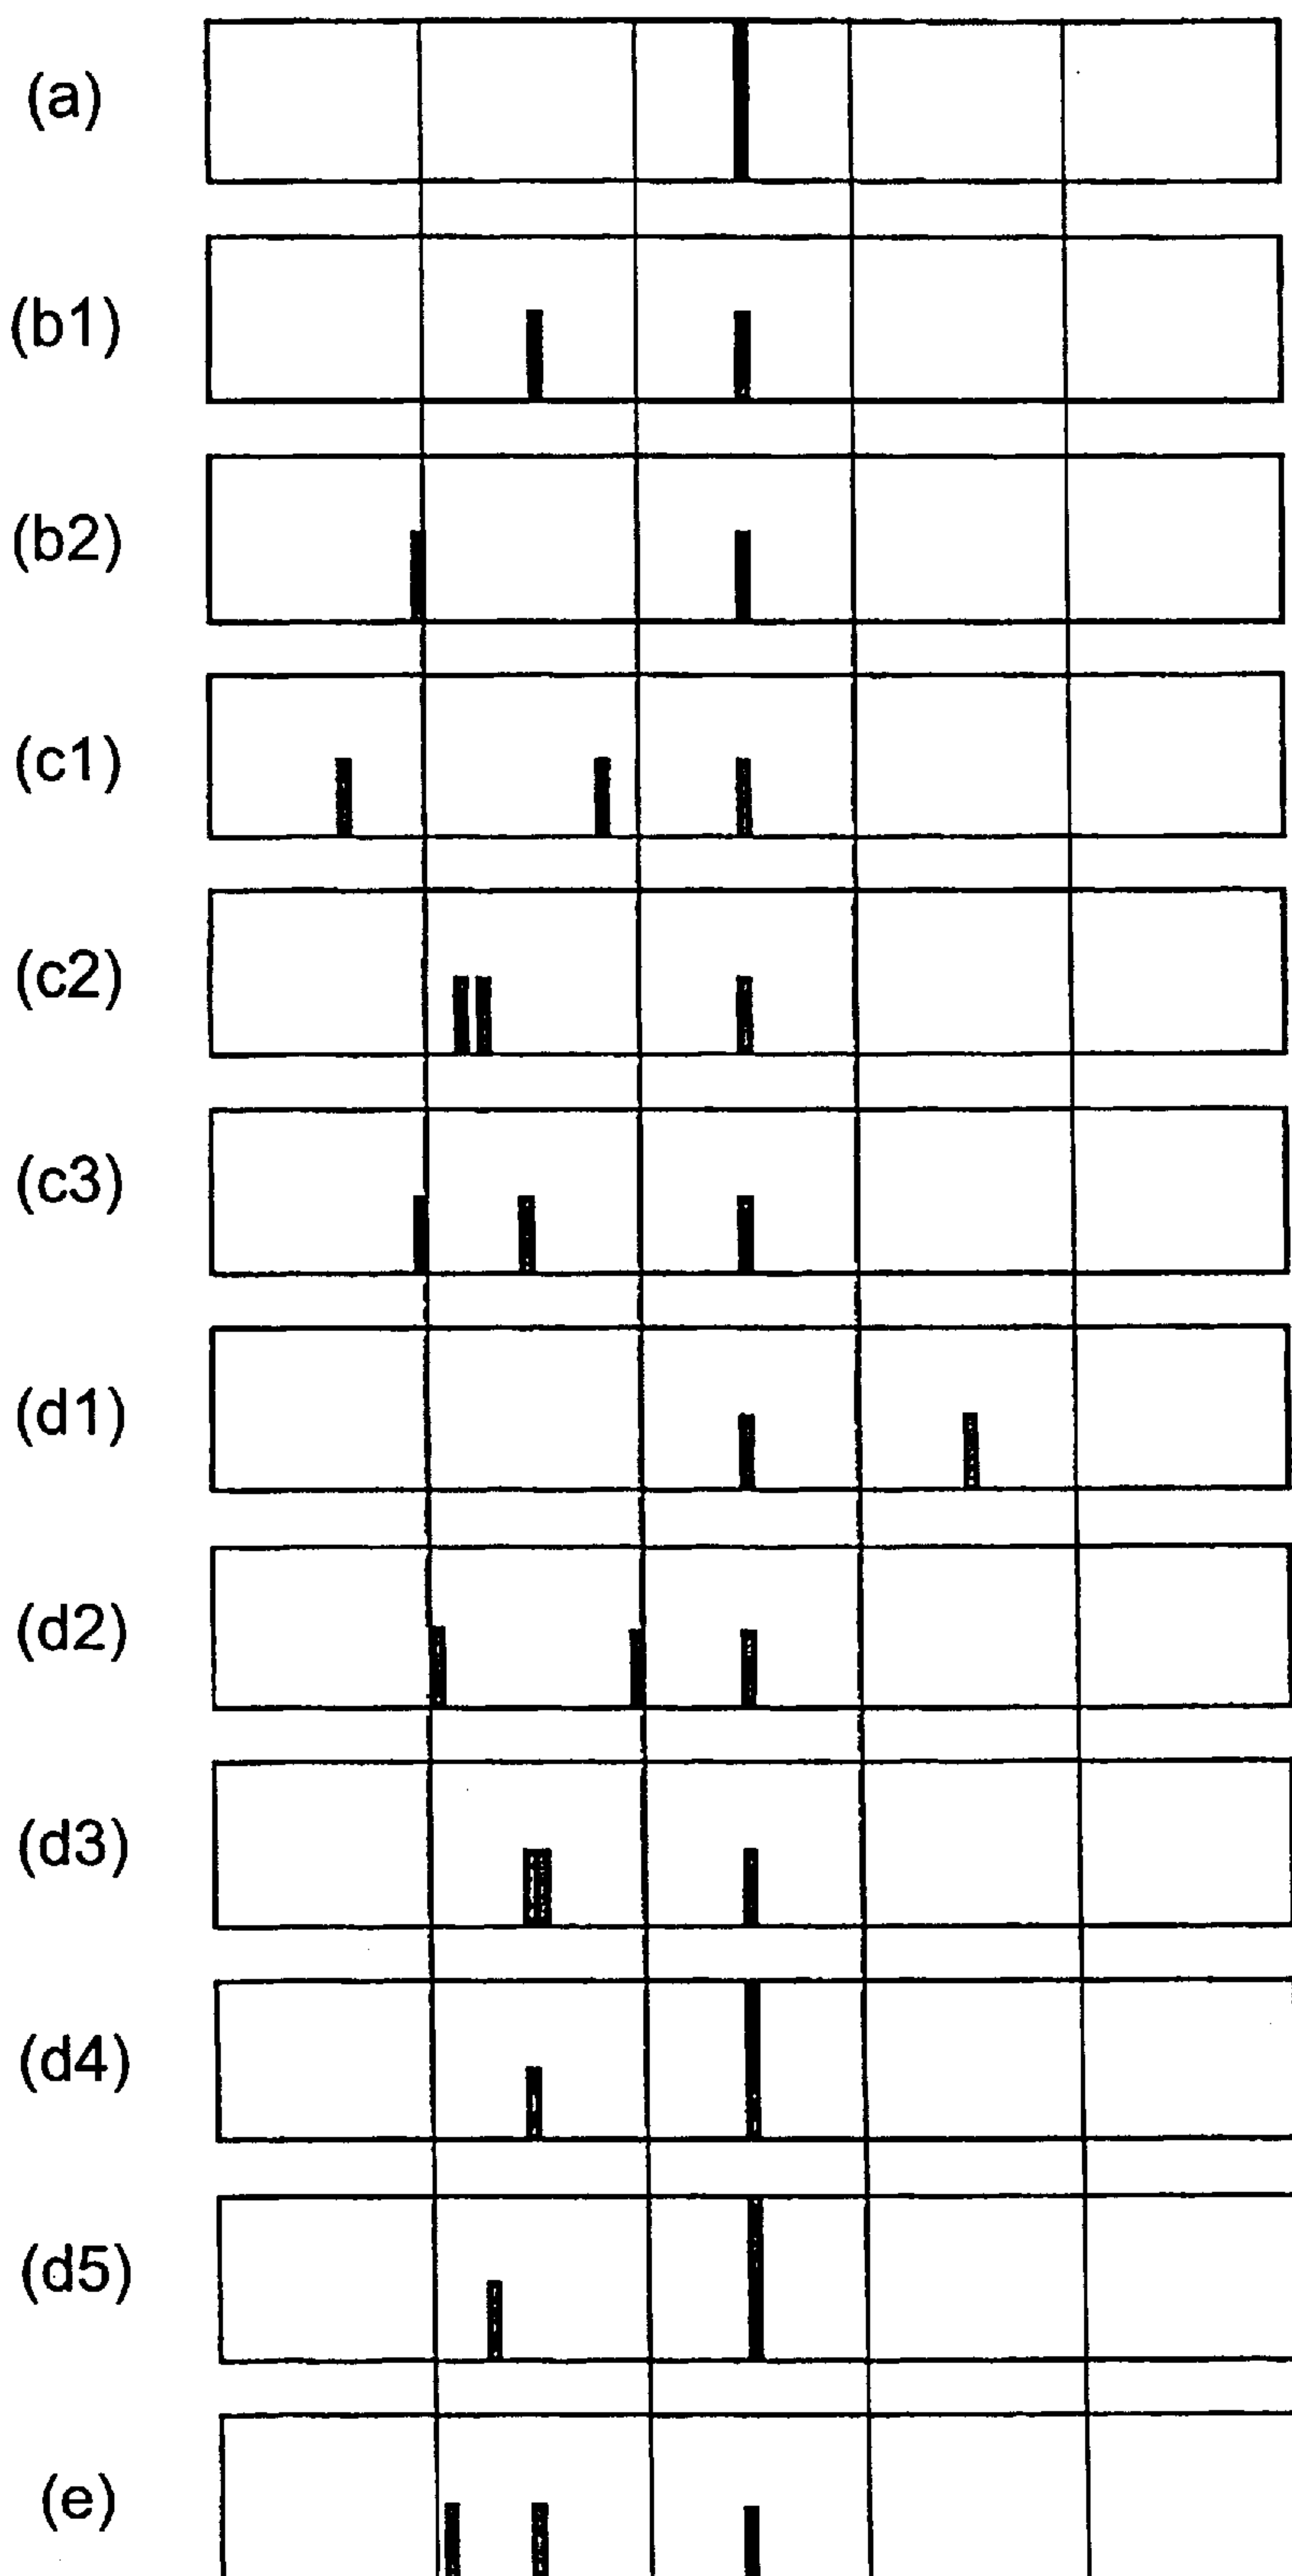 (a)
(b1)
(b2)
(c1)
(c2)
(c3)
(d1)
(d2)
(d3)
(d4)
(d5)
(e)